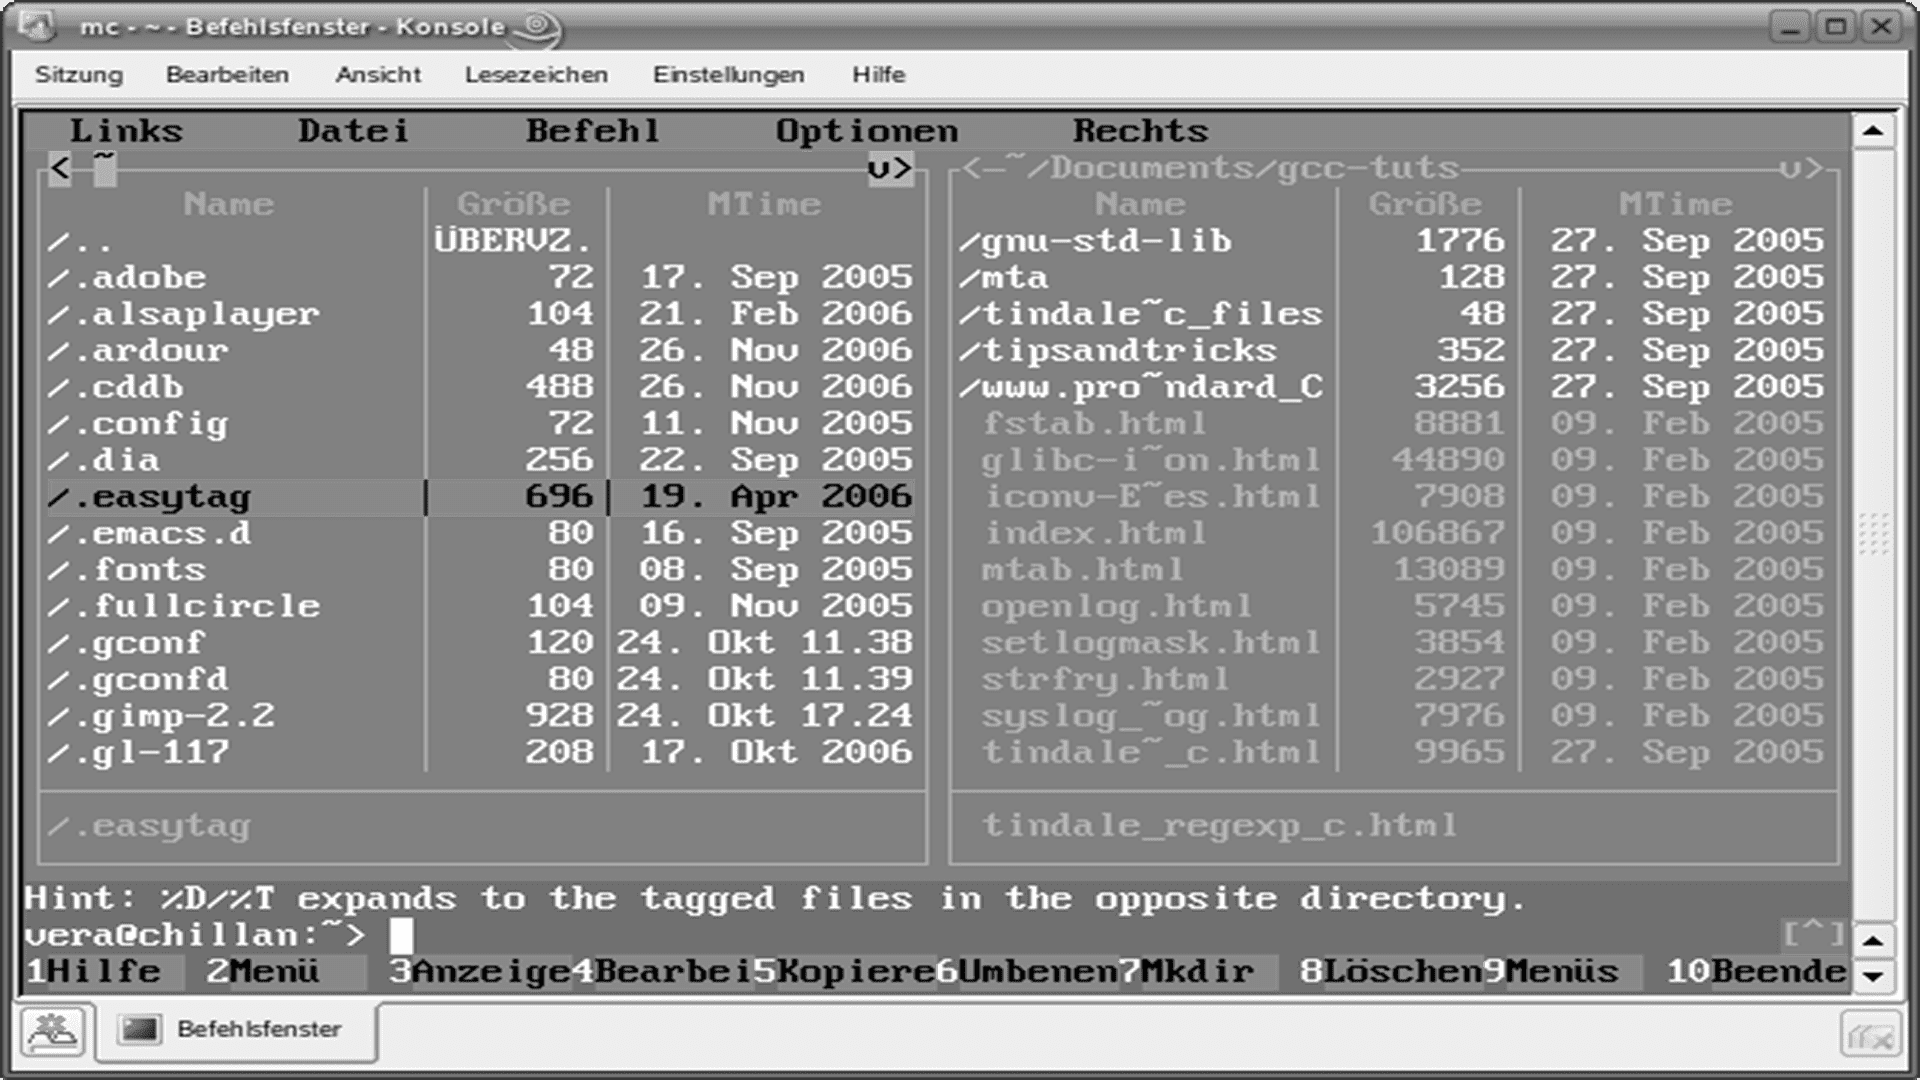 mc - ~ - Befehlsfenster - Konsole
Sitzung Bearbeiten Ansicht Lesezeichen Einstellungen Hilfe
Links Datei Befehl Optionen Rechts
< ~ v> <-~/Documents/gcc-tuts v>
Name Größe MTime Name Größe MTime
/.. ÜBERVZ. /gnu-std-lib 1776 27. Sep 2005
/.adobe 72 17. Sep 2005 /mta 128 27. Sep 2005
/.alsaplayer 104 21. Feb 2006 /tindale~c_files 48 27. Sep 2005
/.ardour 48 26. Nov 2006 /tipsandtricks 352 27. Sep 2005
/.cddb 488 26. Nov 2006 /www.pro~ndard_C 3256 27. Sep 2005
/.config 72 11. Nov 2005 fstab.html 8881 09. Feb 2005
/.dia 256 22. Sep 2005 glibc-i~on.html 44890 09. Feb 2005
/.easytag 696 19. Apr 2006 iconv-E~es.html 7908 09. Feb 2005
/.emacs.d 80 16. Sep 2005 index.html 106867 09. Feb 2005
/.fonts 80 08. Sep 2005 mtab.html 13089 09. Feb 2005
/.fullcircle 104 09. Nov 2005 openlog.html 5745 09. Feb 2005
/.gconf 120 24. Okt 11.38 setlogmask.html 3854 09. Feb 2005
/.gconfd 80 24. Okt 11.39 strfry.html 2927 09. Feb 2005
/.gimp-2.2 928 24. Okt 17.24 syslog_~og.html 7976 09. Feb 2005
/.gl-117 208 17. Okt 2006 tindale~_c.html 9965 27. Sep 2005
/.easytag tindale_regexp_c.html
Hint: %D/%T expands to the tagged files in the opposite directory.
vera@chillan:~> [^]
1Hilfe 2Menü 3Anzeige4Bearbei5Kopiere6Umbenen7Mkdir 8Löschen9Menüs 10Beende
Befehlsfenster